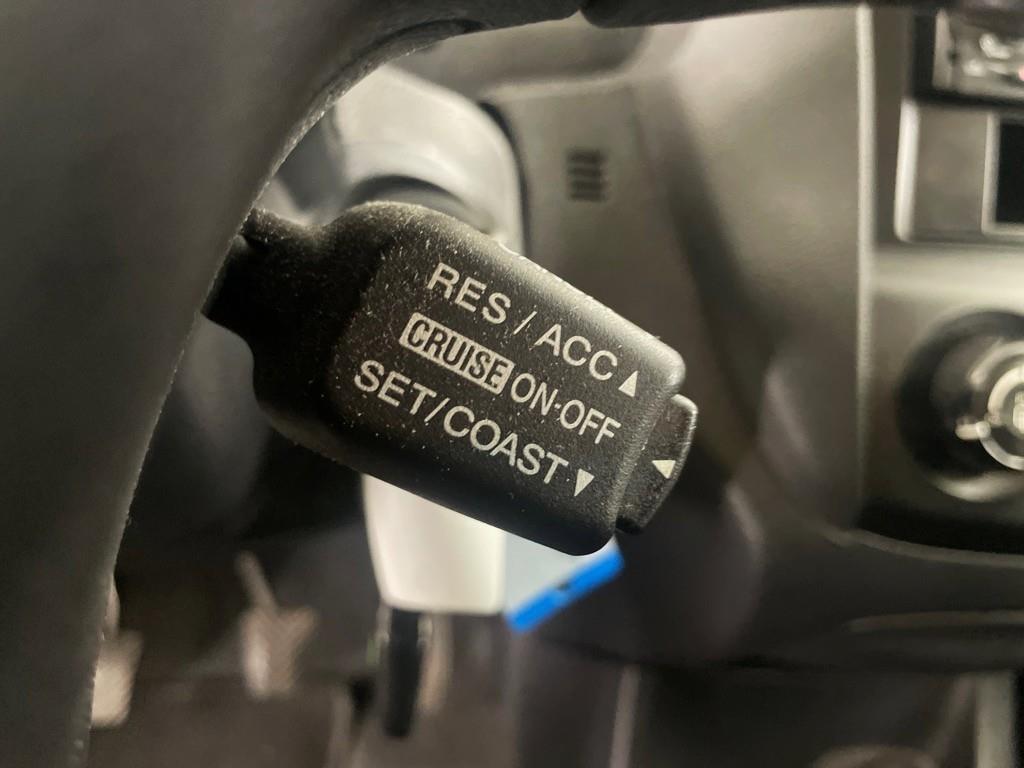 RES / ACC ▲
CRUISE ON-OFF ◀
SET/COAST ▼